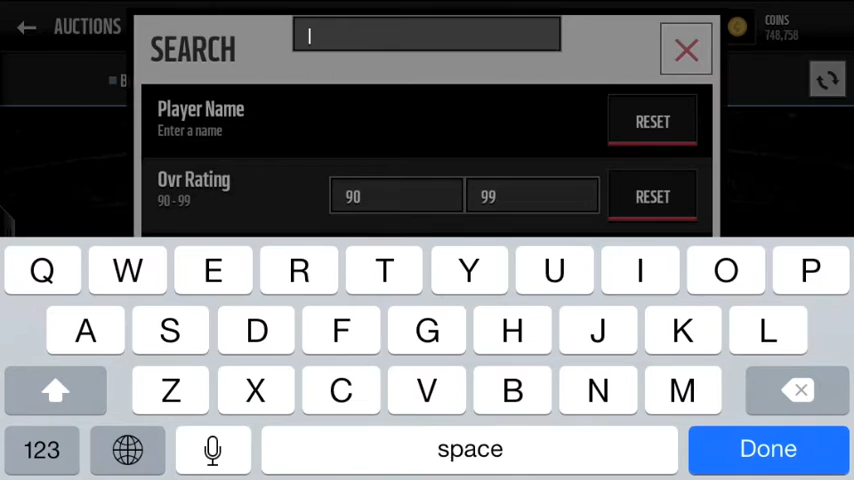 AUCTIONS
COINS
748,758
SEARCH
Player Name
Enter a name
RESET
Ovr Rating
90 - 99
90
99
RESET
Q W E R T Y U I O P
A S D F G H J K L
Z X C V B N M
123
space
Done